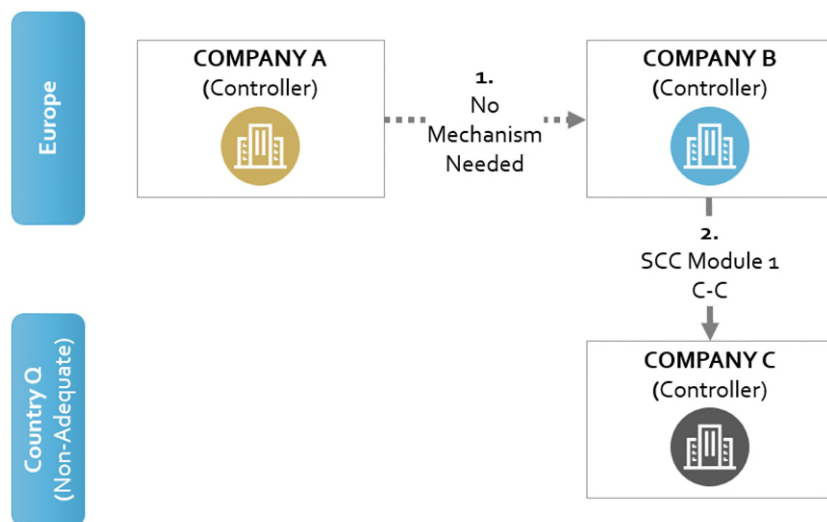 Europe
COMPANY A
(Controller)
1.
No
Mechanism
Needed
COMPANY B
(Controller)
2.
SCC Module 1
C-C
Country Q
(Non-Adequate)
COMPANY C
(Controller)